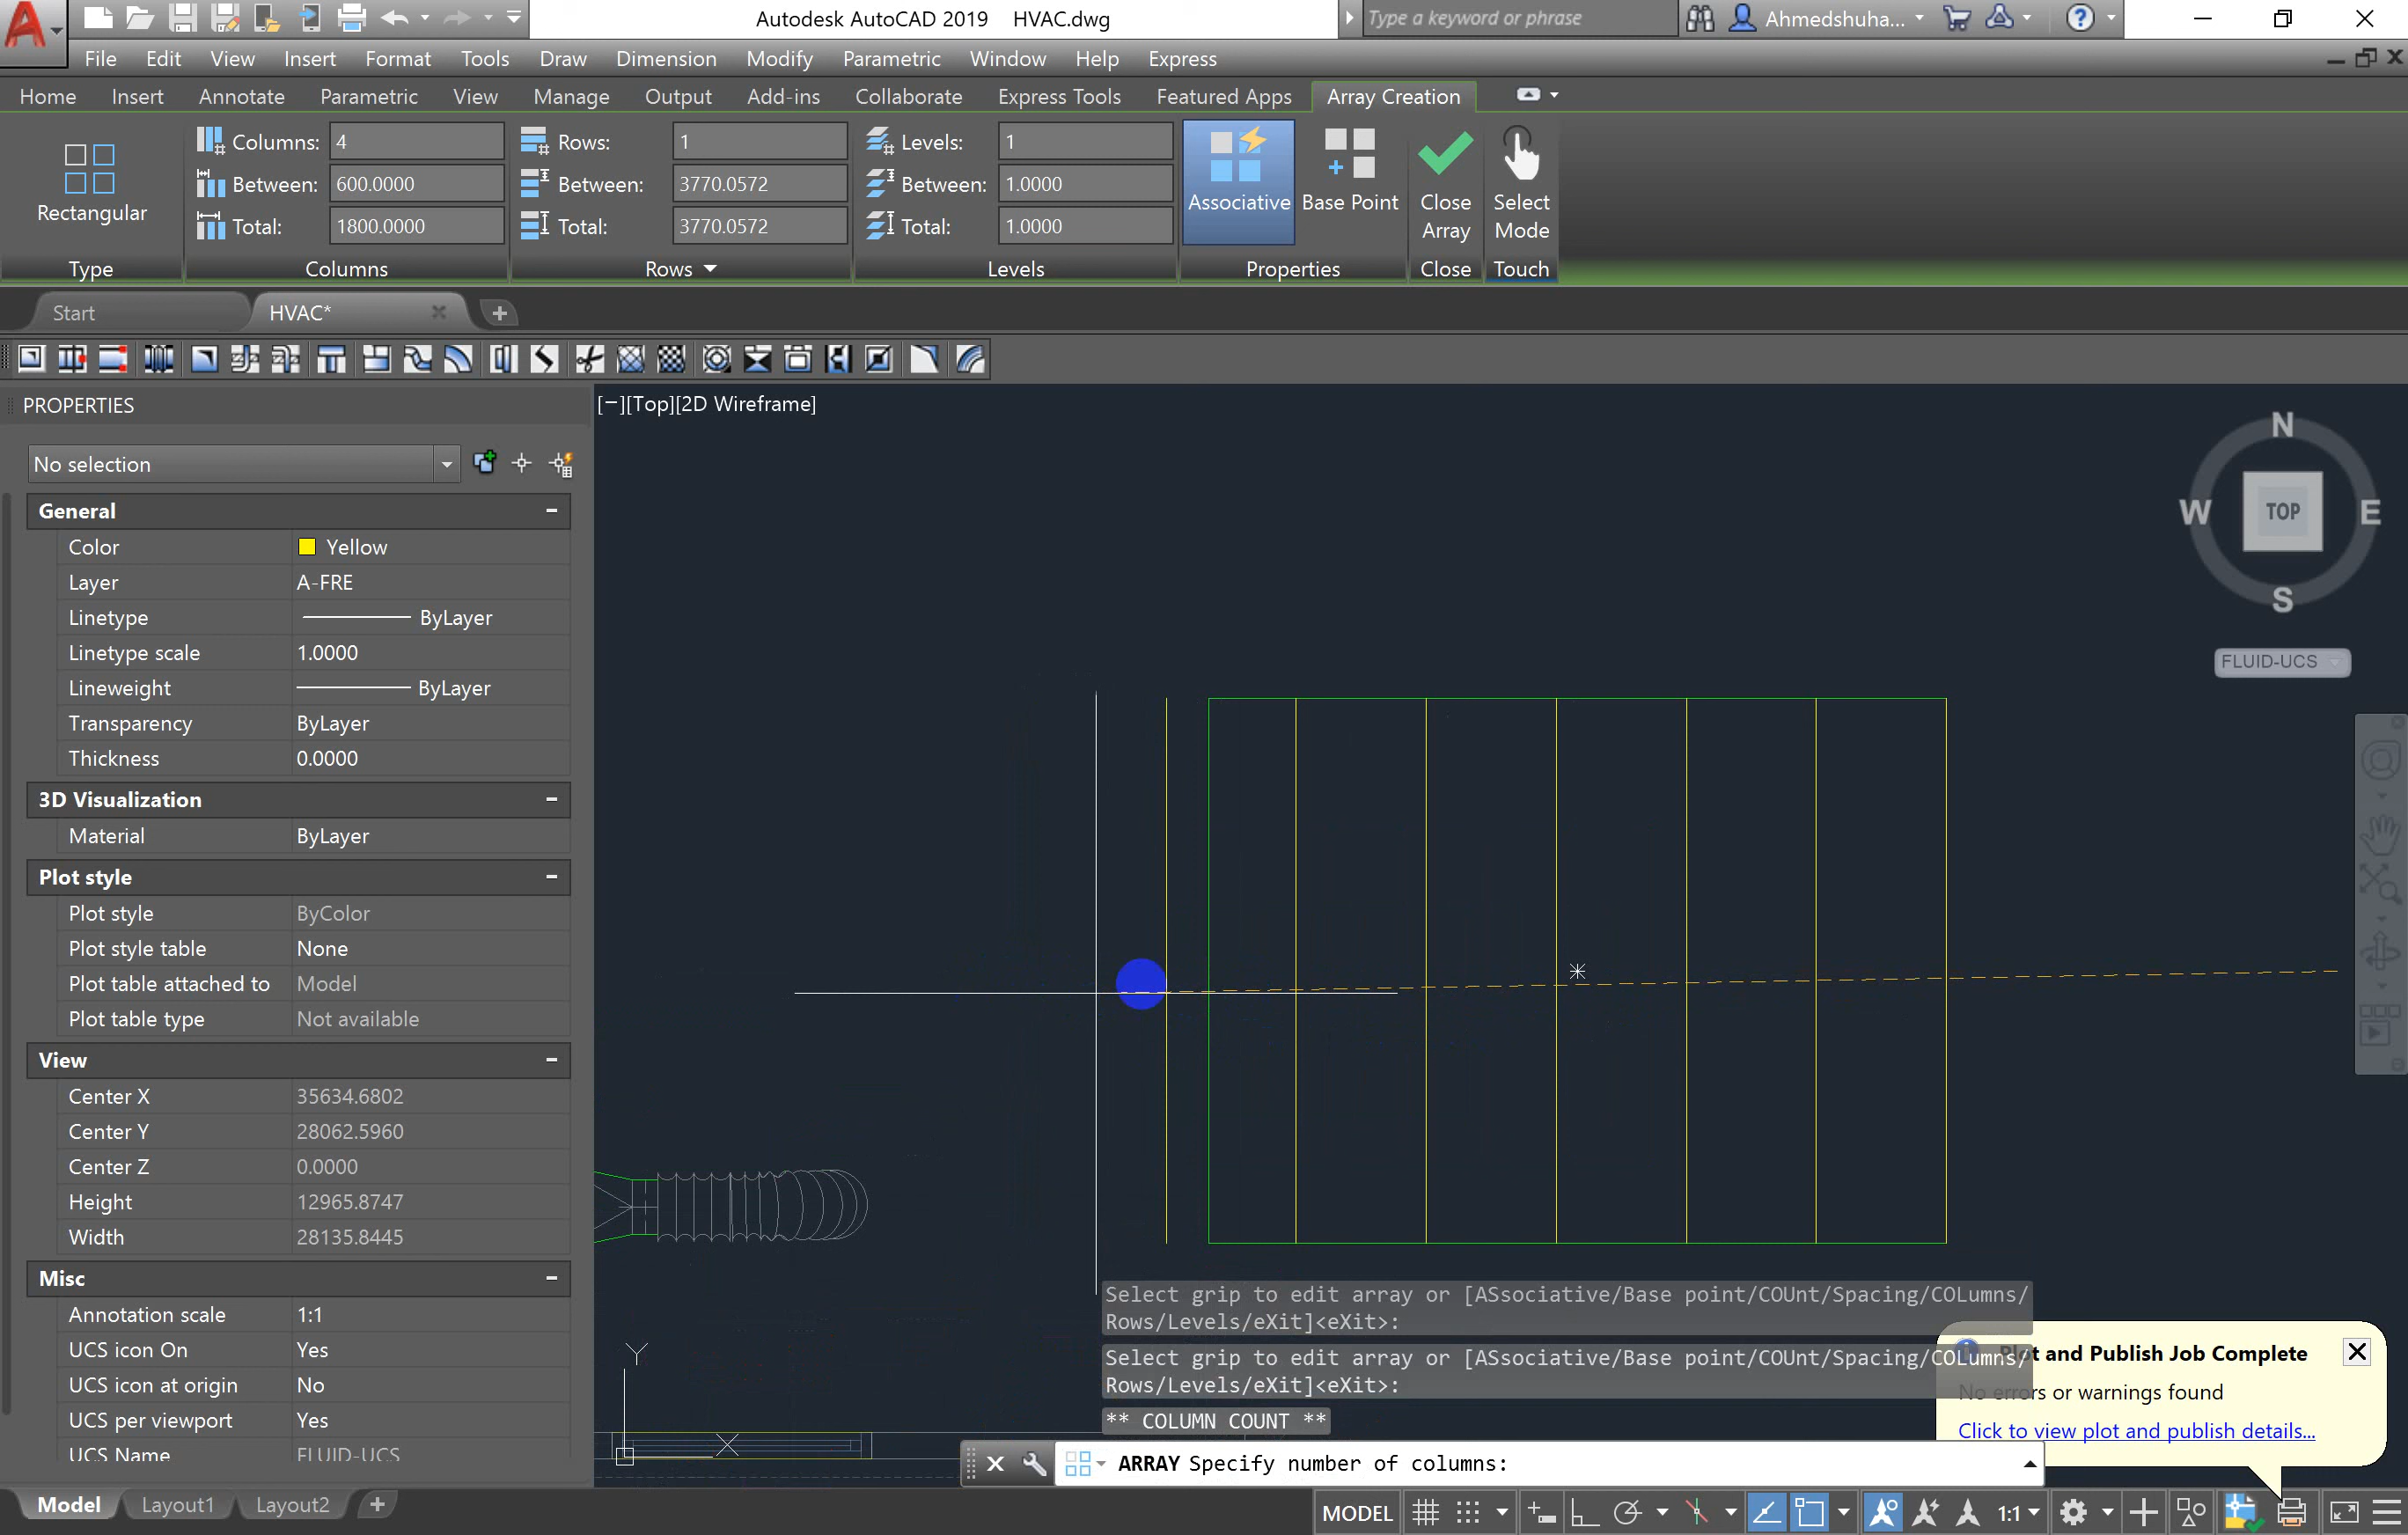 Autodesk AutoCAD 2019 HVAC.dwg
Type a keyword or phrase
Ahmedshuha...
File Edit View Insert Format Tools Draw Dimension Modify Parametric Window Help Express
Home Insert Annotate Parametric View Manage Output Add-ins Collaborate Express Tools Featured Apps Array Creation
Columns: 4 Rows: 1 Levels: 1
Between: 600.0000 Between: 3770.0572 Between: 1.0000
Total: 1800.0000 Total: 3770.0572 Total: 1.0000
Rectangular
Associative Base Point Close Array Select Mode
Type Columns Rows Levels Properties Close Touch
Start HVAC*
PROPERTIES
[−][Top][2D Wireframe]
No selection
General
Color Yellow
Layer A-FRE
Linetype ByLayer
Linetype scale 1.0000
Lineweight ByLayer
Transparency ByLayer
Thickness 0.0000
3D Visualization
Material ByLayer
Plot style
Plot style ByColor
Plot style table None
Plot table attached to Model
Plot table type Not available
View
Center X 35634.6802
Center Y 28062.5960
Center Z 0.0000
Height 12965.8747
Width 28135.8445
Misc
Annotation scale 1:1
UCS icon On Yes
UCS icon at origin No
UCS per viewport Yes
UCS Name FLUID-UCS
N
W TOP E
S
FLUID-UCS
Y
X
Select grip to edit array or [ASsociative/Base point/COUnt/Spacing/COLumns/
Rows/Levels/eXit]<eXit>:
Select grip to edit array or [ASsociative/Base point/COUnt/Spacing/COLumns/
Rows/Levels/eXit]<eXit>:
** COLUMN COUNT **
ARRAY Specify number of columns:
Plot and Publish Job Complete
No errors or warnings found
Click to view plot and publish details...
Model Layout1 Layout2
MODEL 1:1